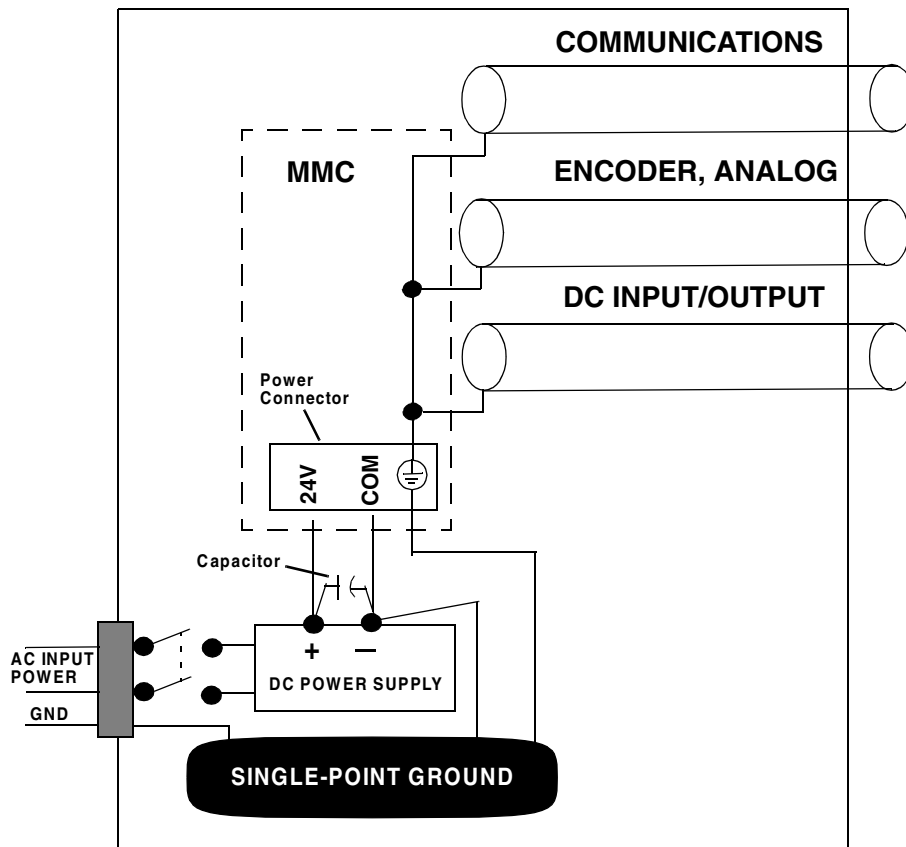 COMMUNICATIONS
MMC
ENCODER, ANALOG
DC INPUT/OUTPUT
Power
Connector
24V
COM
Capacitor
+
—
AC INPUT
POWER
DC POWER SUPPLY
GND
SINGLE-POINT GROUND